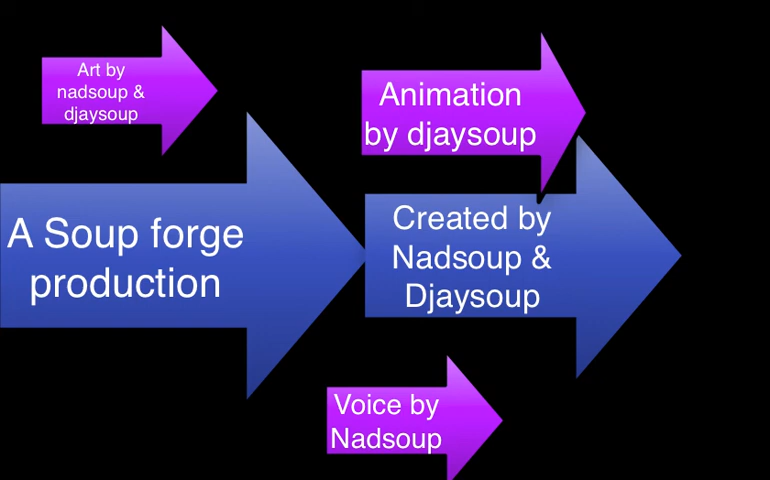 Art by
nadsoup &
djaysoup
Animation
by djaysoup
A Soup forge
production
Created by
Nadsoup &
Djaysoup
Voice by
Nadsoup